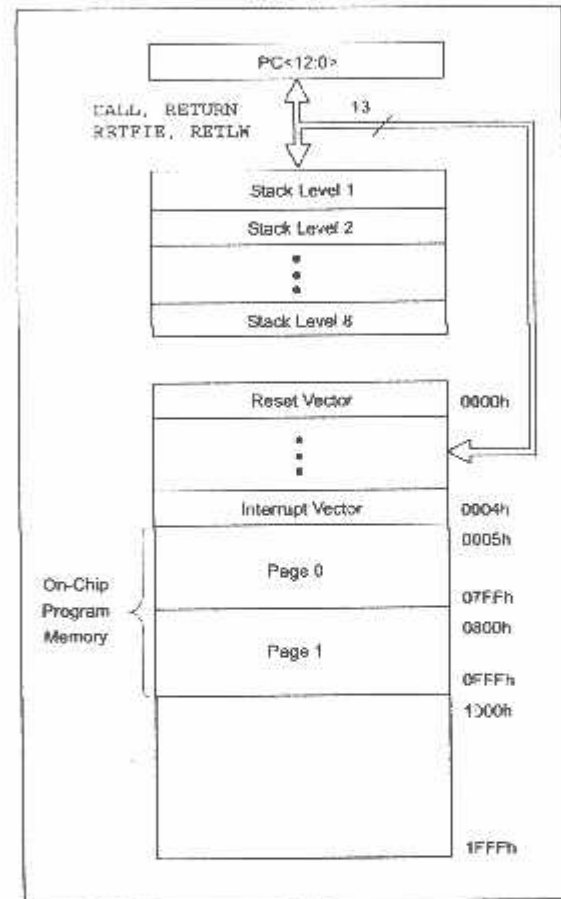 PC<12:0>
CALL, RETURN
RETFIE, RETLW
13
Stack Level 1
Stack Level 2
Stack Level 8
Reset Vector
0000h
Interrupt Vector
0004h
0005h
On-Chip
Program
Memory
Page 0
07FFh
0800h
Page 1
0FFFh
1000h
1FFFh